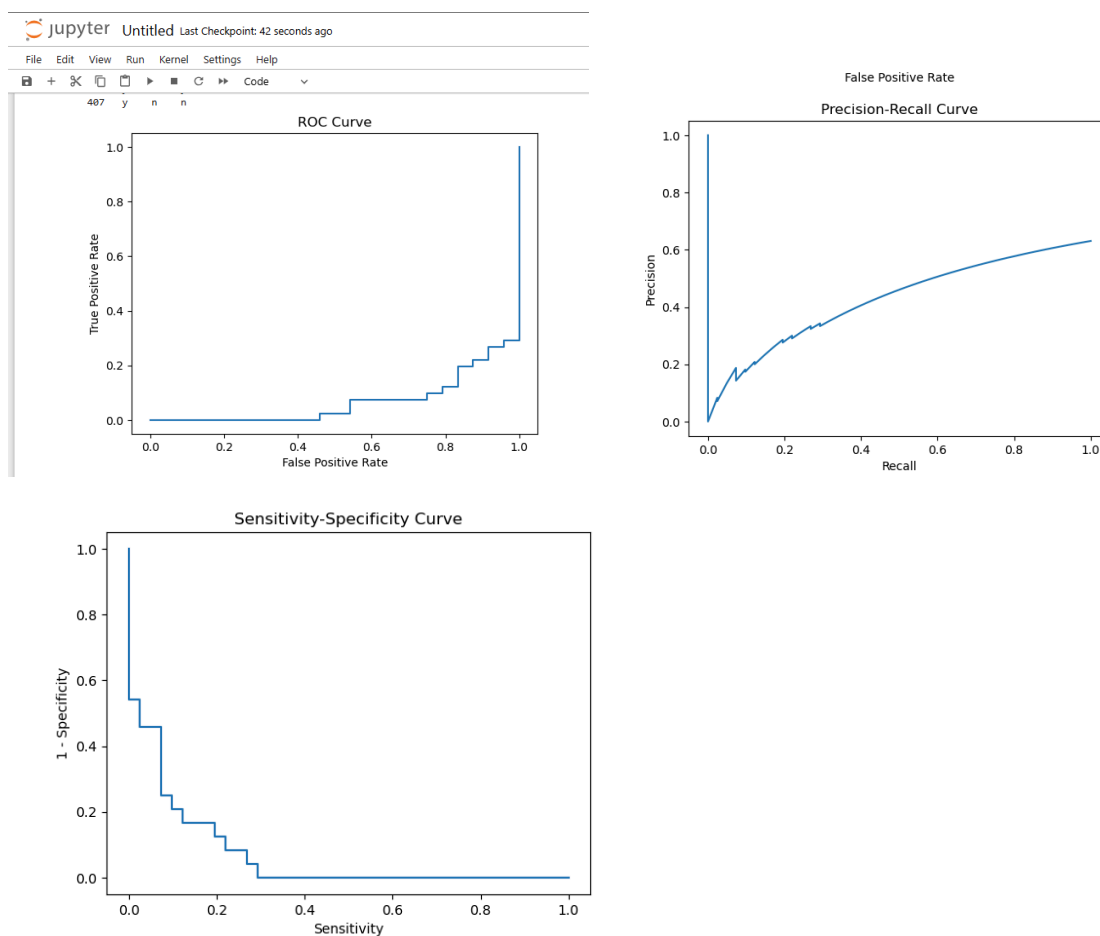 jupyter Untitled Last Checkpoint: 42 seconds ago
File Edit View Run Kernel Settings Help
Code
407 y n n
ROC Curve
1.0
0.8
0.6
0.4
0.2
0.0
True Positive Rate
0.0 0.2 0.4 0.6 0.8 1.0
False Positive Rate
False Positive Rate
Precision-Recall Curve
1.0
0.8
0.6
0.4
0.2
0.0
Precision
0.0 0.2 0.4 0.6 0.8 1.0
Recall
Sensitivity-Specificity Curve
1.0
0.8
0.6
0.4
0.2
0.0
1 - Specificity
0.0 0.2 0.4 0.6 0.8 1.0
Sensitivity